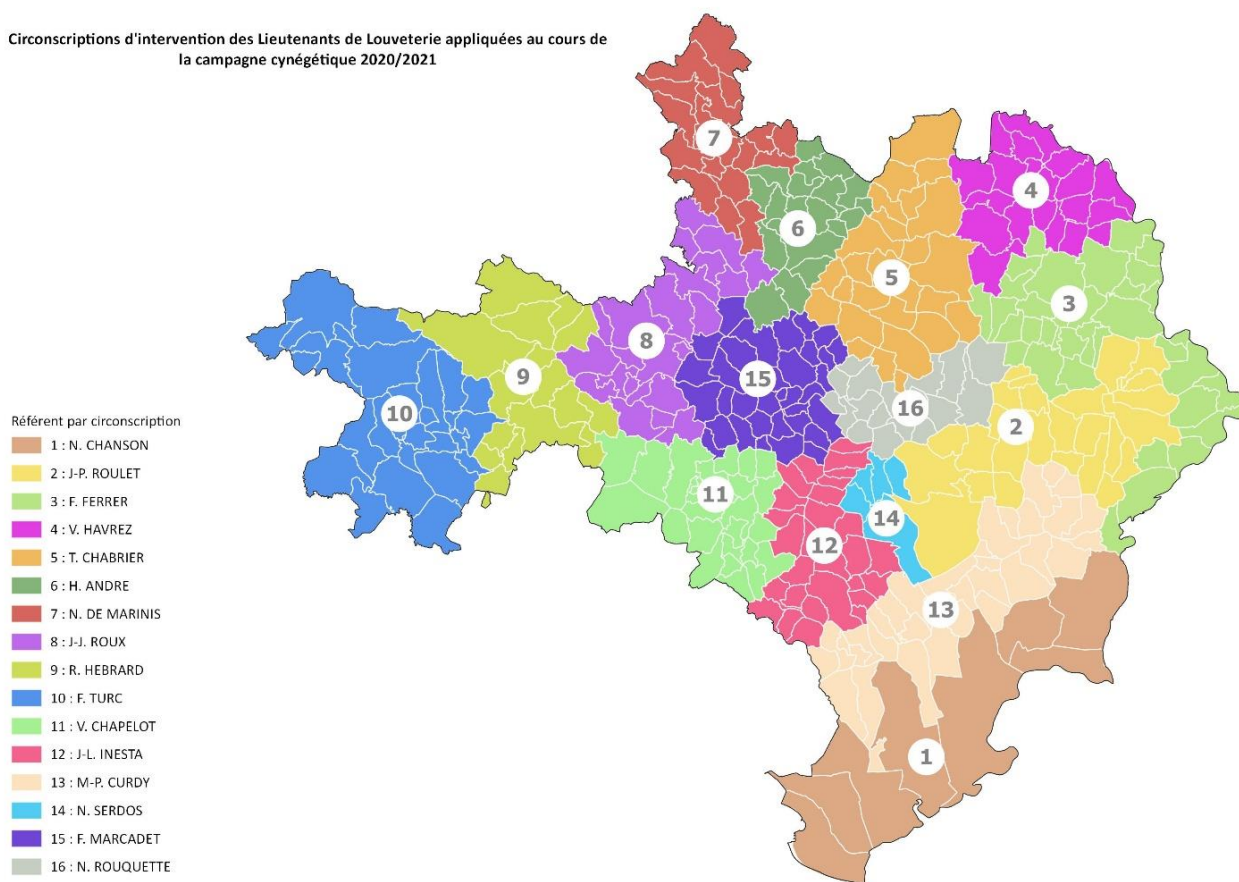 Circonscriptions d'intervention des Lieutenants de Louveterie appliquées au cours de
la campagne cynégétique 2020/2021
7
4
6
5
3
8
9
15
10
16
2
11
14
12
13
1
Référent par circonscription
1 : N. CHANSON
2 : J-P. ROULET
3 : F. FERRER
4 : V. HAVREZ
5 : T. CHABRIER
6 : H. ANDRE
7 : N. DE MARINIS
8 : J-J. ROUX
9 : R. HEBRARD
10 : F. TURC
11 : V. CHAPELOT
12 : J-L. INESTA
13 : M-P. CURDY
14 : N. SERDOS
15 : F. MARCADET
16 : N. ROUQUETTE